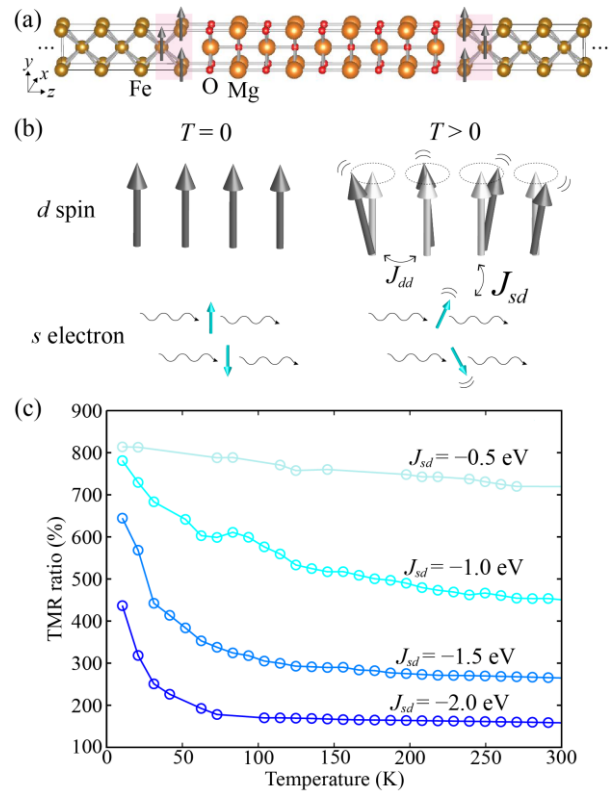 (a)
...
...
y
x
z
Fe
O
Mg
(b)
T = 0
T > 0
d spin
J_dd
J_sd
s electron
(c)
900
800
700
600
500
400
300
200
100
TMR ratio (%)
J_sd = −0.5 eV
J_sd = −1.0 eV
J_sd = −1.5 eV
J_sd = −2.0 eV
0
50
100
150
200
250
300
Temperature (K)